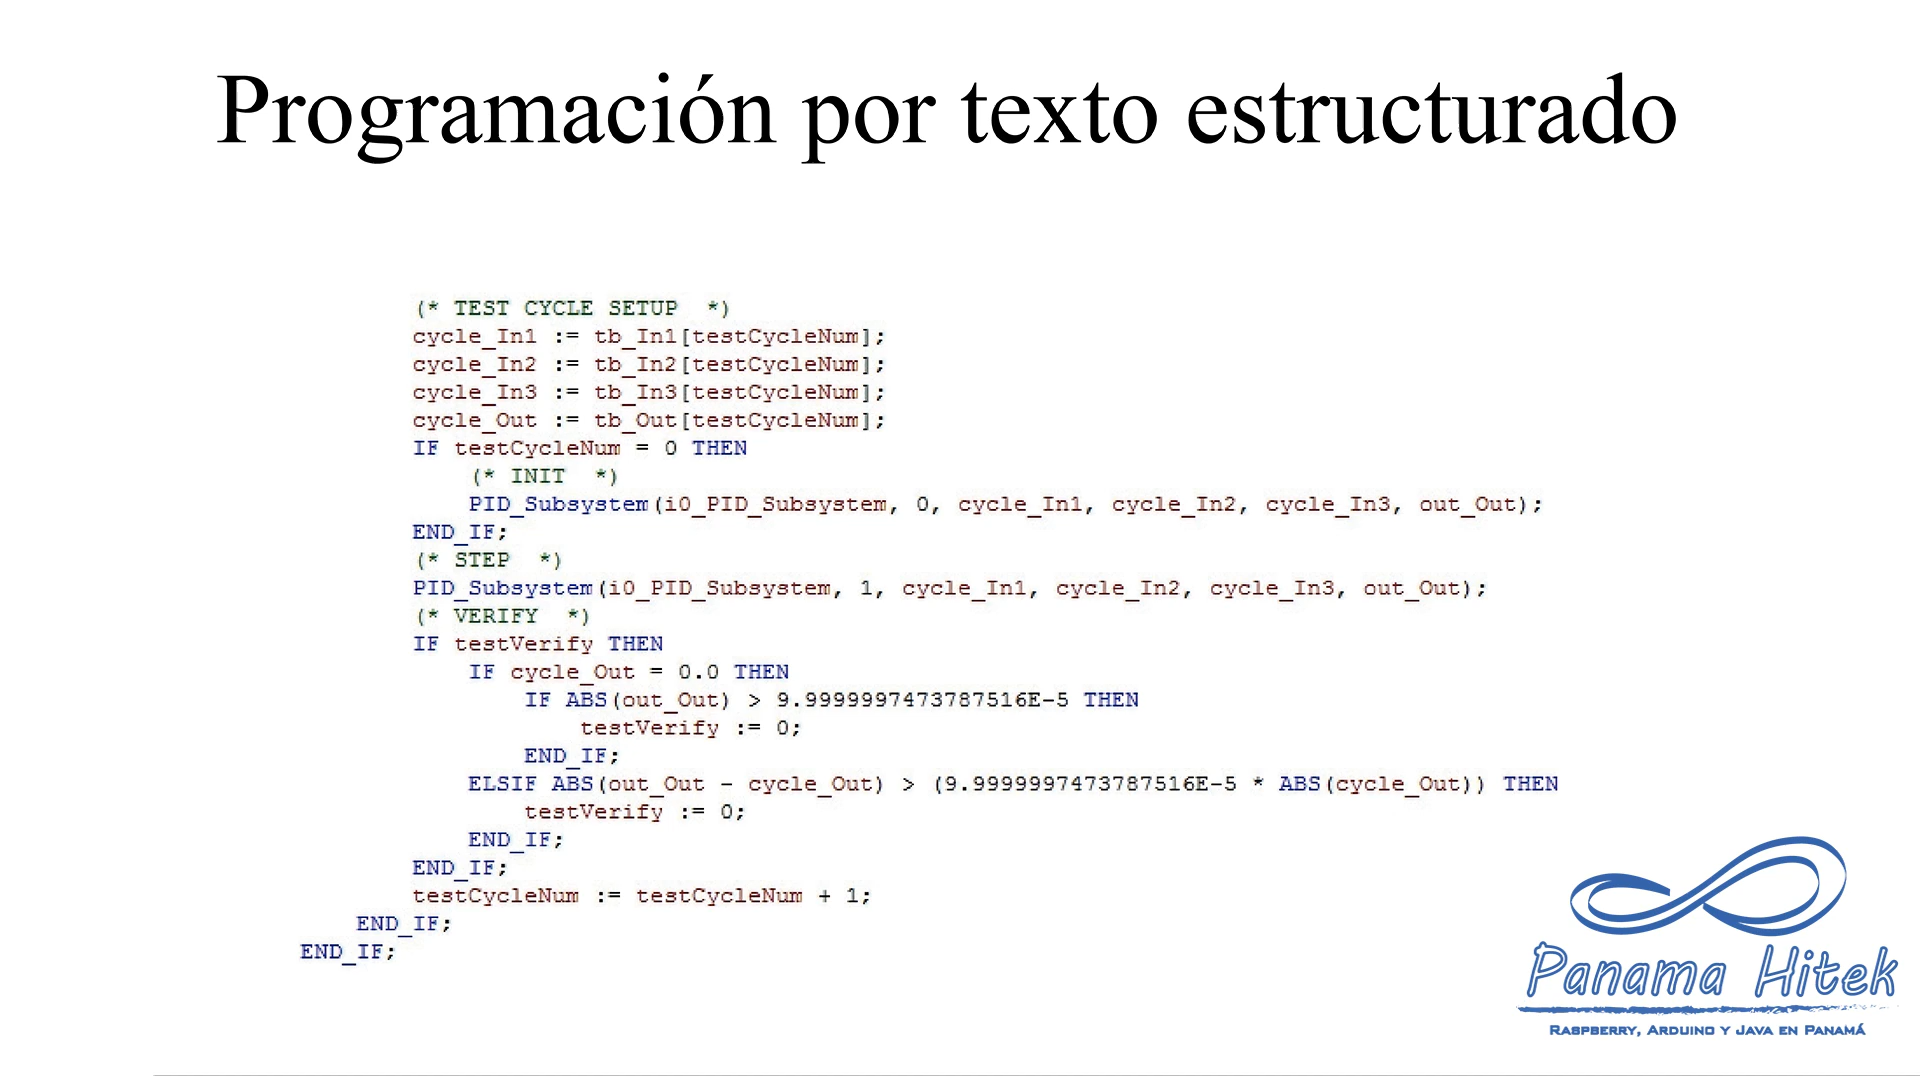 Programación por texto estructurado
(* TEST CYCLE SETUP  *)
cycle_In1 := tb_In1[testCycleNum];
cycle_In2 := tb_In2[testCycleNum];
cycle_In3 := tb_In3[testCycleNum];
cycle_Out := tb_Out[testCycleNum];
IF testCycleNum = 0 THEN
(* INIT  *)
PID_Subsystem(i0_PID_Subsystem, 0, cycle_In1, cycle_In2, cycle_In3, out_Out);
END_IF;
(* STEP  *)
PID_Subsystem(i0_PID_Subsystem, 1, cycle_In1, cycle_In2, cycle_In3, out_Out);
(* VERIFY  *)
IF testVerify THEN
IF cycle_Out = 0.0 THEN
IF ABS(out_Out) > 9.9999997473787516E-5 THEN
testVerify := 0;
END_IF;
ELSIF ABS(out_Out - cycle_Out) > (9.9999997473787516E-5 * ABS(cycle_Out)) THEN
testVerify := 0;
END_IF;
END_IF;
testCycleNum := testCycleNum + 1;
END_IF;
END_IF;
Panama Hitek
Raspberry, Arduino y Java en Panamá